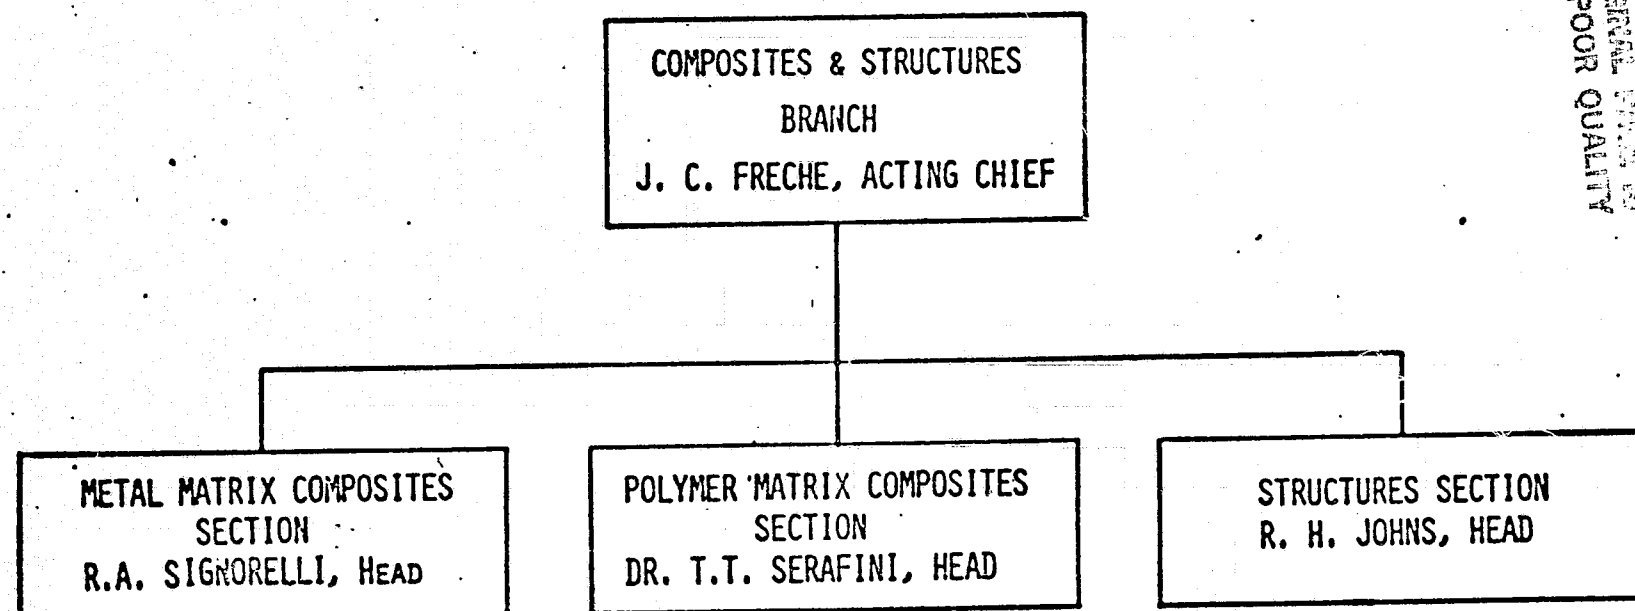 POOR QUALITY
COMPOSITES & STRUCTURES
BRANCH
J. C. FRECHE, ACTING CHIEF
METAL MATRIX COMPOSITES
SECTION
R.A. SIGNORELLI, HEAD
POLYMER MATRIX COMPOSITES
SECTION
DR. T.T. SERAFINI, HEAD
STRUCTURES SECTION
R. H. JOHNS, HEAD